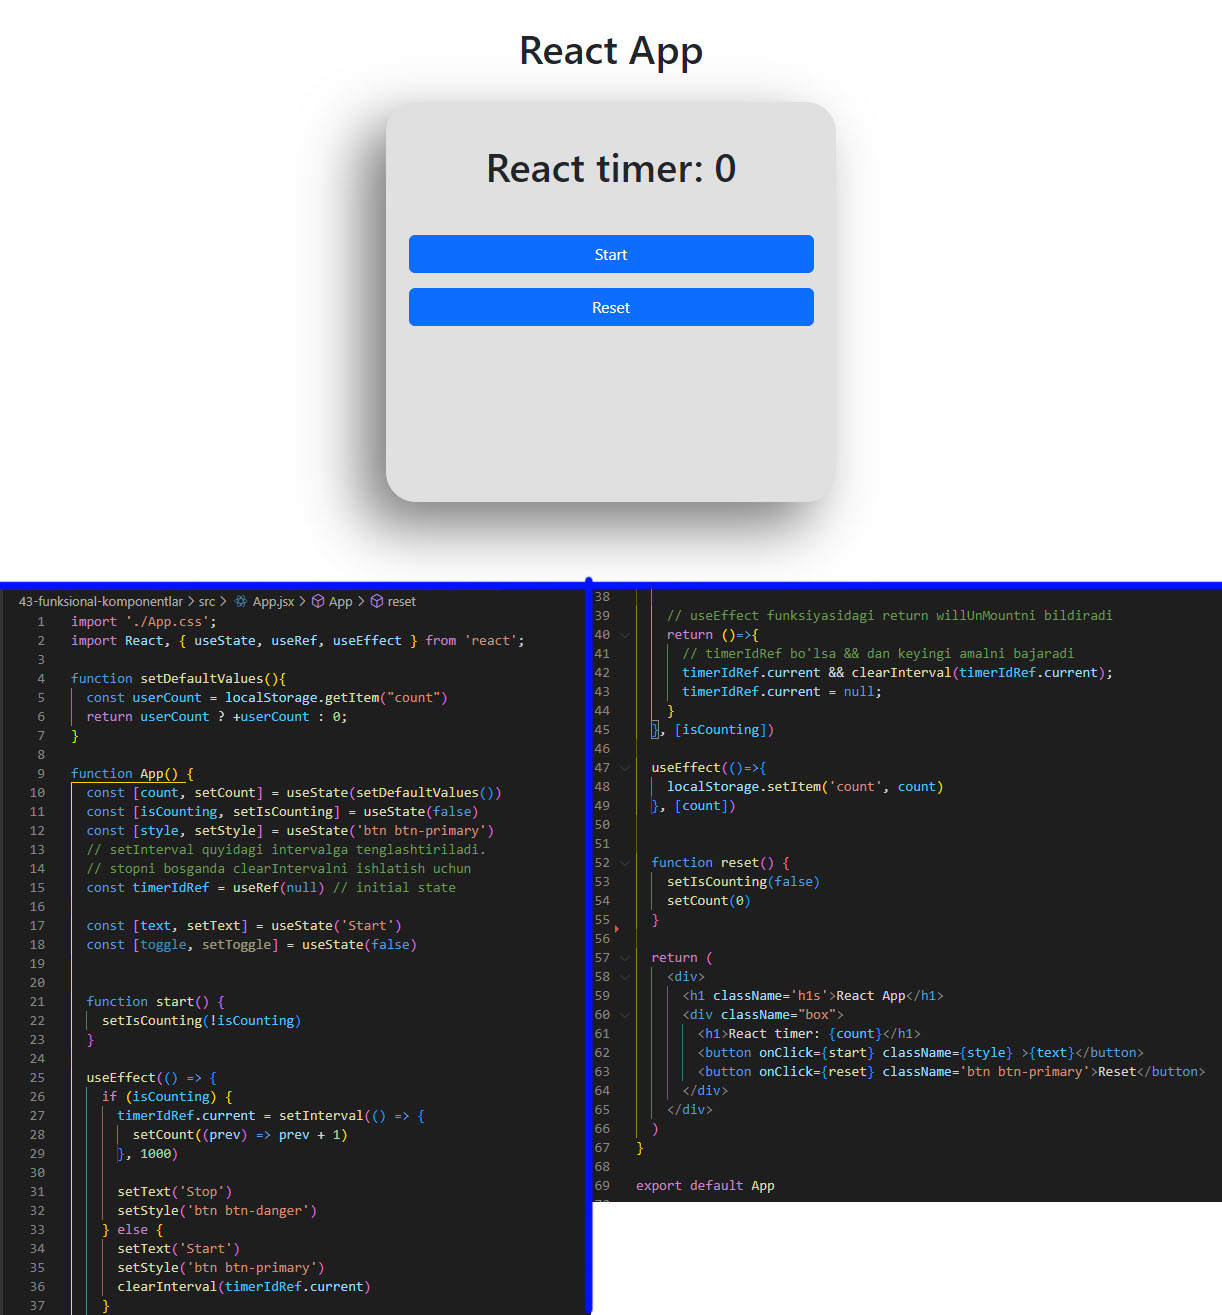 React App
React timer: 0
Start
Reset
43-funksional-komponentlar > src > App.jsx > App > reset
1 import './App.css';
2 import React, { useState, useRef, useEffect } from 'react';
3
4 function setDefaultValues(){
5 const userCount = localStorage.getItem("count")
6 return userCount ? +userCount : 0;
7 }
8
9 function App() {
10 const [count, setCount] = useState(setDefaultValues())
11 const [isCounting, setIsCounting] = useState(false)
12 const [style, setStyle] = useState('btn btn-primary')
13 // setInterval quyidagi intervalga tenglashtiriladi.
14 // stopni bosganda clearIntervalni ishlatish uchun
15 const timerIdRef = useRef(null) // initial state
16
17 const [text, setText] = useState('Start')
18 const [toggle, setToggle] = useState(false)
19
20
21 function start() {
22 setIsCounting(!isCounting)
23 }
24
25 useEffect(() => {
26 if (isCounting) {
27 timerIdRef.current = setInterval(() => {
28 setCount((prev) => prev + 1)
29 }, 1000)
30
31 setText('Stop')
32 setStyle('btn btn-danger')
33 } else {
34 setText('Start')
35 setStyle('btn btn-primary')
36 clearInterval(timerIdRef.current)
37 }
38
39 // useEffect funksiyasidagi return willUnMountni bildiradi
40 return ()=>{
41 // timerIdRef bo'lsa && dan keyingi amalni bajaradi
42 timerIdRef.current && clearInterval(timerIdRef.current);
43 timerIdRef.current = null;
44 }
45 }, [isCounting])
46
47 useEffect(()=>{
48 localStorage.setItem('count', count)
49 }, [count])
50
51
52 function reset() {
53 setIsCounting(false)
54 setCount(0)
55 }
56
57 return (
58 <div>
59 <h1 className='h1s'>React App</h1>
60 <div className="box">
61 <h1>React timer: {count}</h1>
62 <button onClick={start} className={style} >{text}</button>
63 <button onClick={reset} className='btn btn-primary'>Reset</button>
64 </div>
65 </div>
66 )
67 }
68
69 export default App